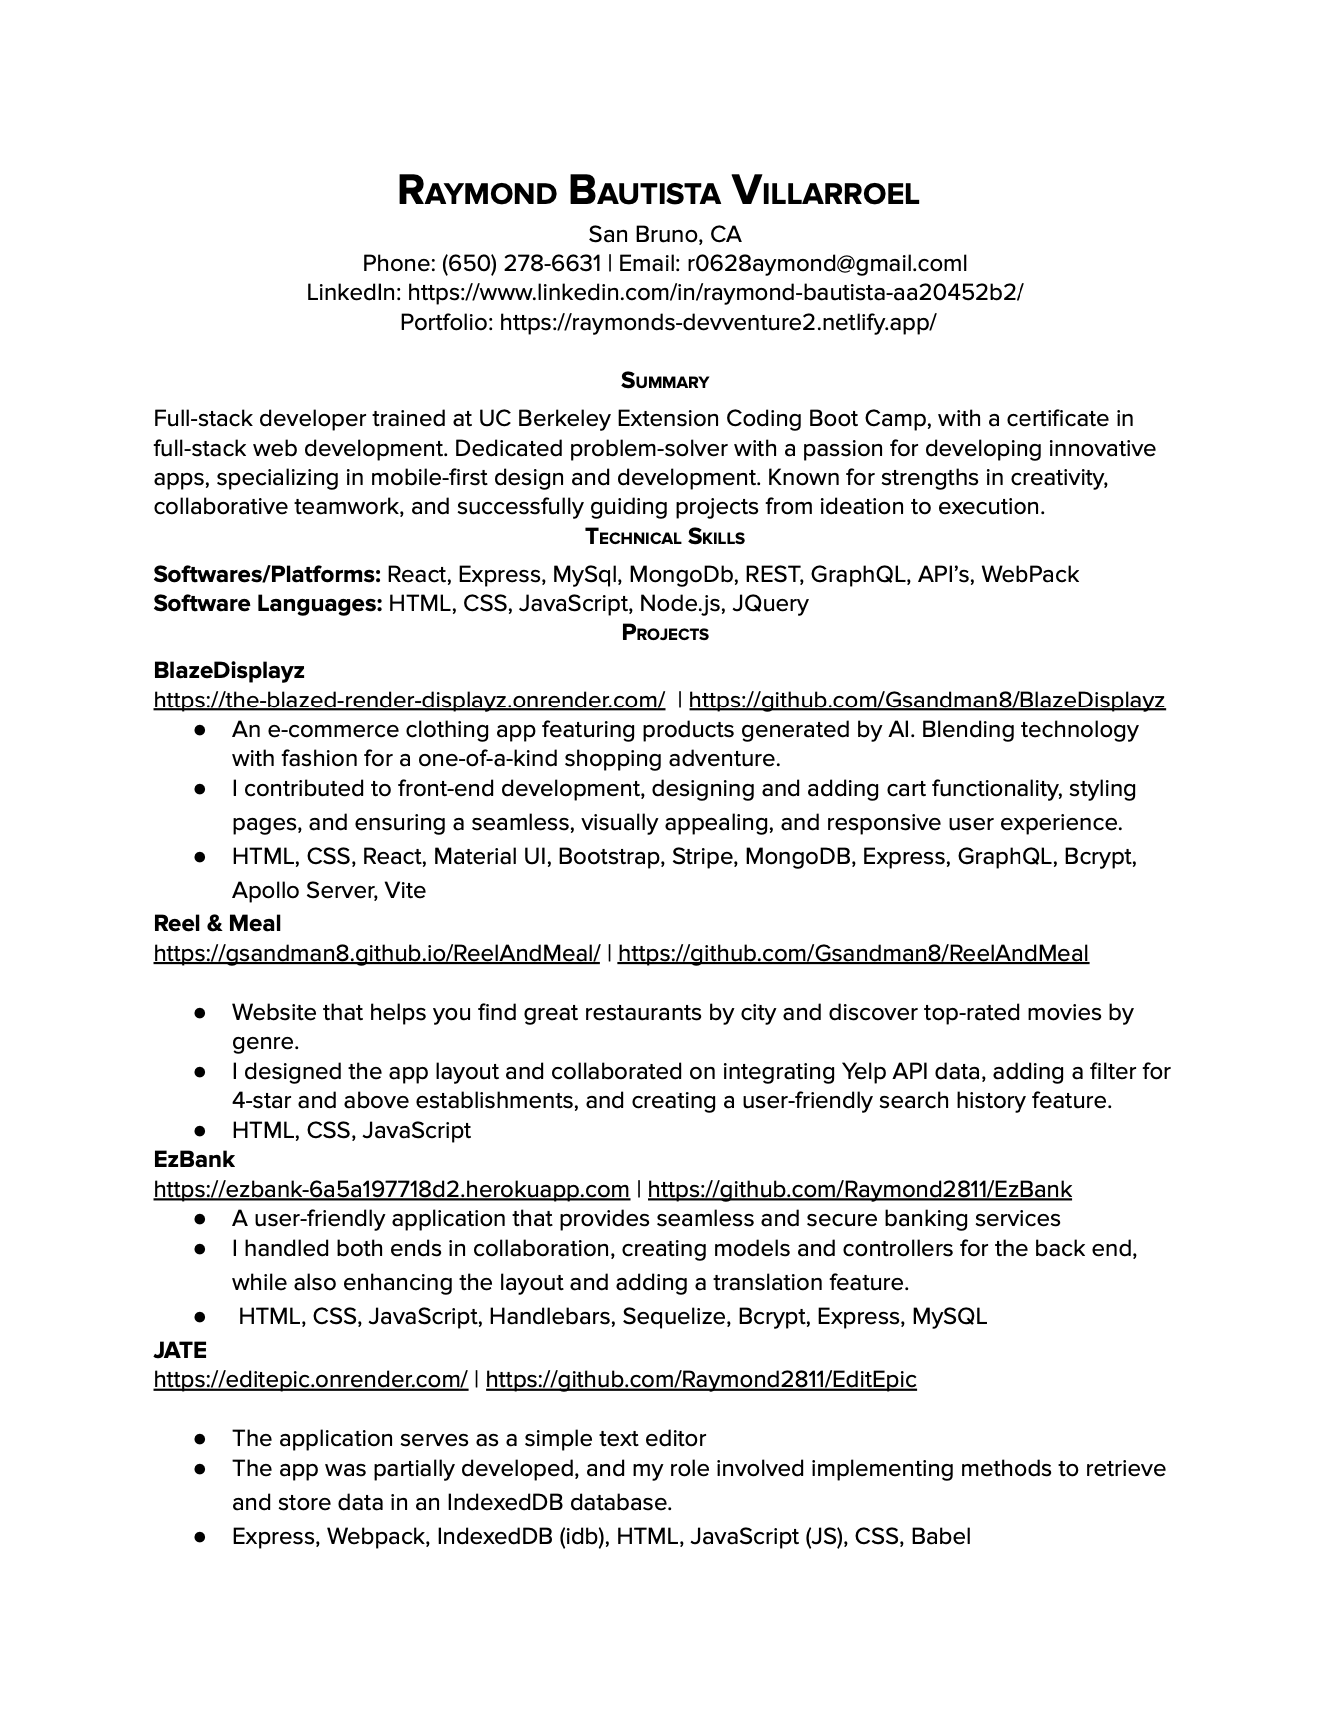 Raymond Bautista Villarroel
San Bruno, CA
Phone: (650) 278-6631 | Email: r0628aymond@gmail.coml
LinkedIn: https://www.linkedin.com/in/raymond-bautista-aa20452b2/
Portfolio: https://raymonds-devventure2.netlify.app/
Summary
Full-stack developer trained at UC Berkeley Extension Coding Boot Camp, with a certificate in
full-stack web development. Dedicated problem-solver with a passion for developing innovative
apps, specializing in mobile-first design and development. Known for strengths in creativity,
collaborative teamwork, and successfully guiding projects from ideation to execution.
Technical Skills
Softwares/Platforms: React, Express, MySql, MongoDb, REST, GraphQL, API’s, WebPack
Software Languages: HTML, CSS, JavaScript, Node.js, JQuery
Projects
BlazeDisplayz
https://the-blazed-render-displayz.onrender.com/ | https://github.com/Gsandman8/BlazeDisplayz
● An e-commerce clothing app featuring products generated by AI. Blending technology
with fashion for a one-of-a-kind shopping adventure.
● I contributed to front-end development, designing and adding cart functionality, styling
pages, and ensuring a seamless, visually appealing, and responsive user experience.
● HTML, CSS, React, Material UI, Bootstrap, Stripe, MongoDB, Express, GraphQL, Bcrypt,
Apollo Server, Vite
Reel & Meal
https://gsandman8.github.io/ReelAndMeal/ | https://github.com/Gsandman8/ReelAndMeal
● Website that helps you find great restaurants by city and discover top-rated movies by
genre.
● I designed the app layout and collaborated on integrating Yelp API data, adding a filter for
4-star and above establishments, and creating a user-friendly search history feature.
● HTML, CSS, JavaScript
EzBank
https://ezbank-6a5a197718d2.herokuapp.com | https://github.com/Raymond2811/EzBank
● A user-friendly application that provides seamless and secure banking services
● I handled both ends in collaboration, creating models and controllers for the back end,
while also enhancing the layout and adding a translation feature.
● HTML, CSS, JavaScript, Handlebars, Sequelize, Bcrypt, Express, MySQL
JATE
https://editepic.onrender.com/ | https://github.com/Raymond2811/EditEpic
● The application serves as a simple text editor
● The app was partially developed, and my role involved implementing methods to retrieve
and store data in an IndexedDB database.
● Express, Webpack, IndexedDB (idb), HTML, JavaScript (JS), CSS, Babel